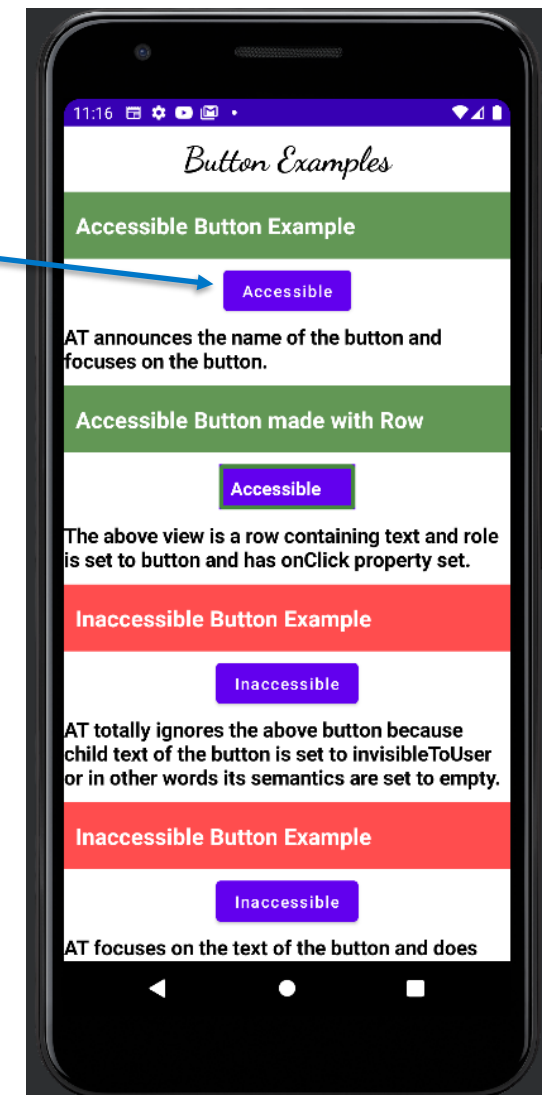 11:16
Button Examples
Accessible Button Example
Accessible
AT announces the name of the button and
focuses on the button.
Accessible Button made with Row
Accessible
The above view is a row containing text and role
is set to button and has onClick property set.
Inaccessible Button Example
Inaccessible
AT totally ignores the above button because
child text of the button is set to invisibleToUser
or in other words its semantics are set to empty.
Inaccessible Button Example
Inaccessible
AT focuses on the text of the button and does